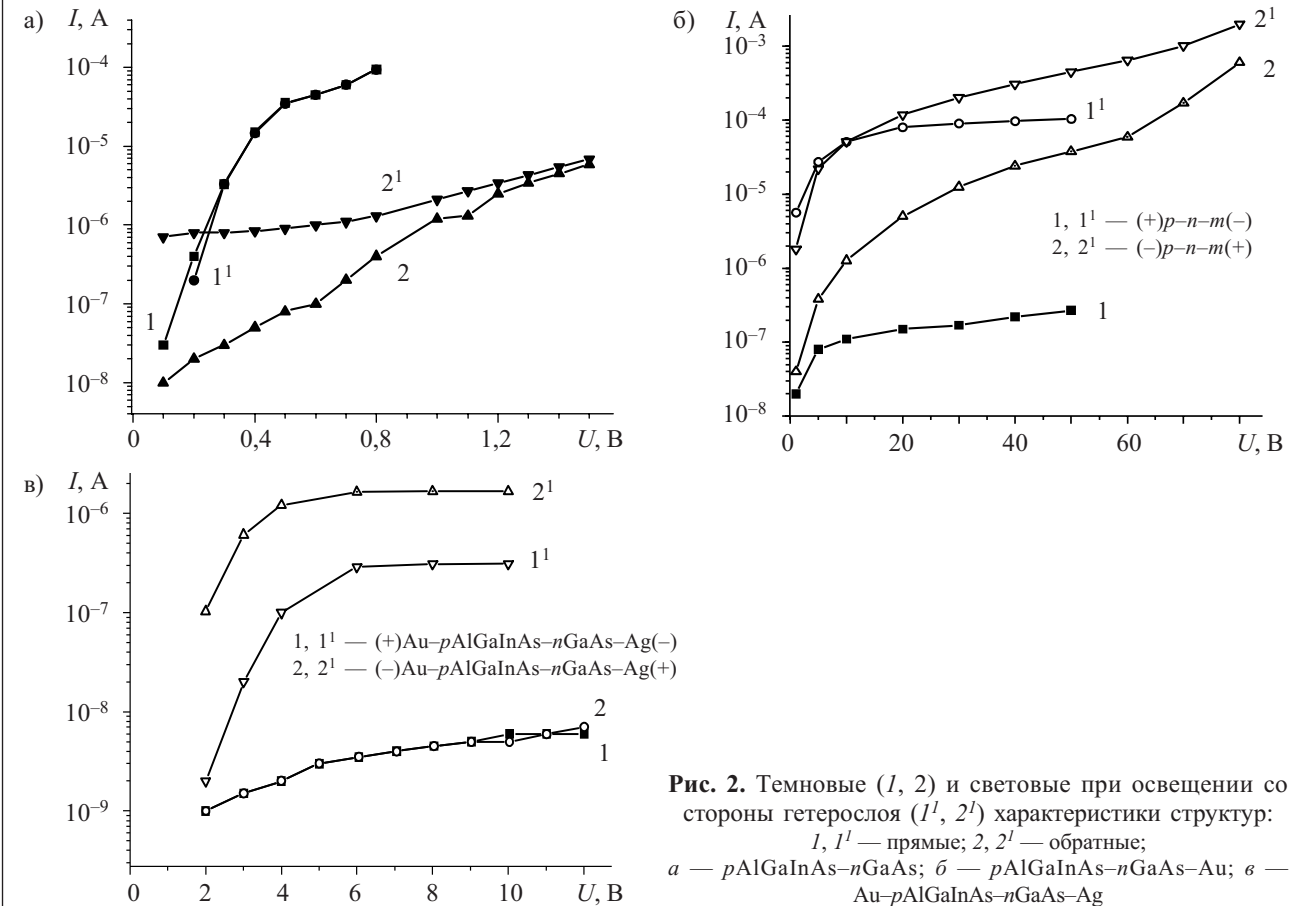 а)
I, А
10⁻⁴
10⁻⁵
10⁻⁶
10⁻⁷
10⁻⁸
2¹
1¹
1
2
0
0,4
0,8
1,2
U, В
б)
I, А
10⁻³
10⁻⁴
10⁻⁵
10⁻⁶
10⁻⁷
10⁻⁸
2¹
2
1¹
1, 1¹ — (+)p–n–m(–)
2, 2¹ — (–)p–n–m(+)
1
0
20
40
60
U, В
в)
I, А
10⁻⁶
10⁻⁷
10⁻⁸
10⁻⁹
2¹
1¹
1, 1¹ — (+)Au–pAlGaInAs–nGaAs–Ag(–)
2, 2¹ — (–)Au–pAlGaInAs–nGaAs–Ag(+)
2
1
0
2
4
6
8
10
U, В
Рис. 2. Темновые (1, 2) и световые при освещении со
стороны гетерослоя (1¹, 2¹) характеристики структур:
1, 1¹ — прямые; 2, 2¹ — обратные;
а — pAlGaInAs–nGaAs; б — pAlGaInAs–nGaAs–Au; в —
Au–pAlGaInAs–nGaAs–Ag